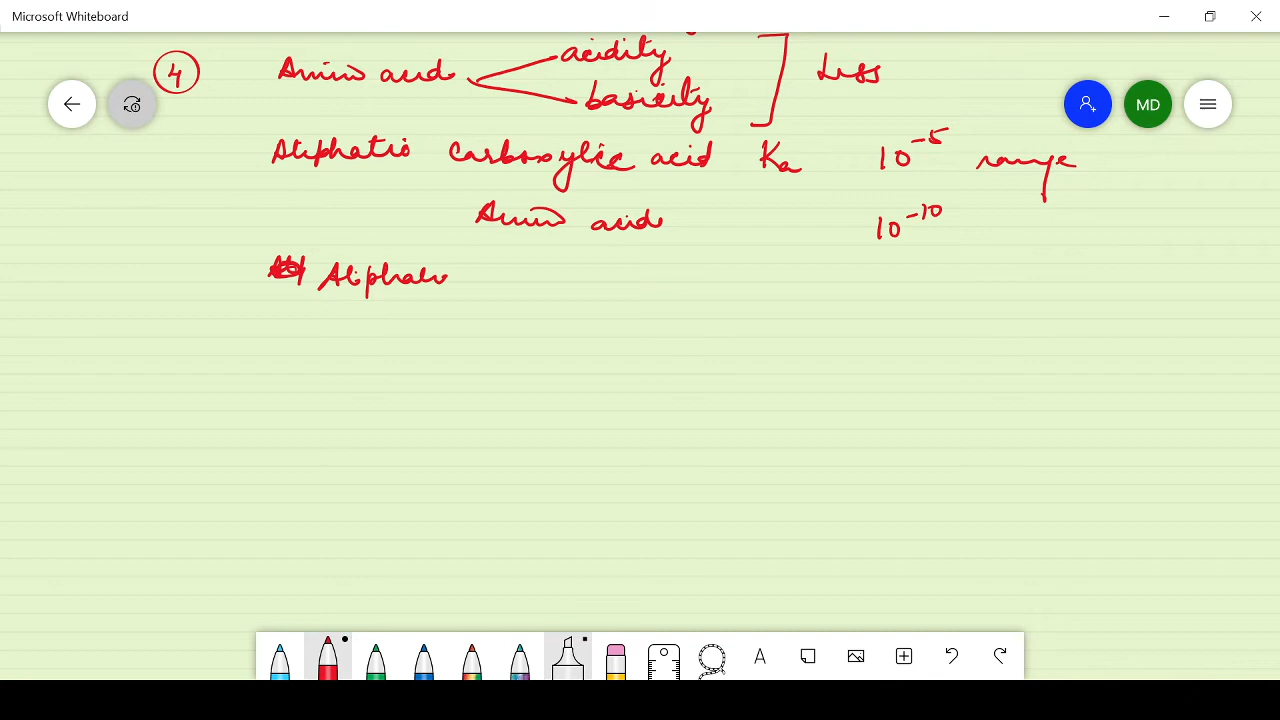 Microsoft Whiteboard
4 Amino acid acidity basicity Less
MD
Aliphatic carboxylic acid Ka 10⁻⁵ range
Amino acid 10⁻¹⁰
Aliphatic
A